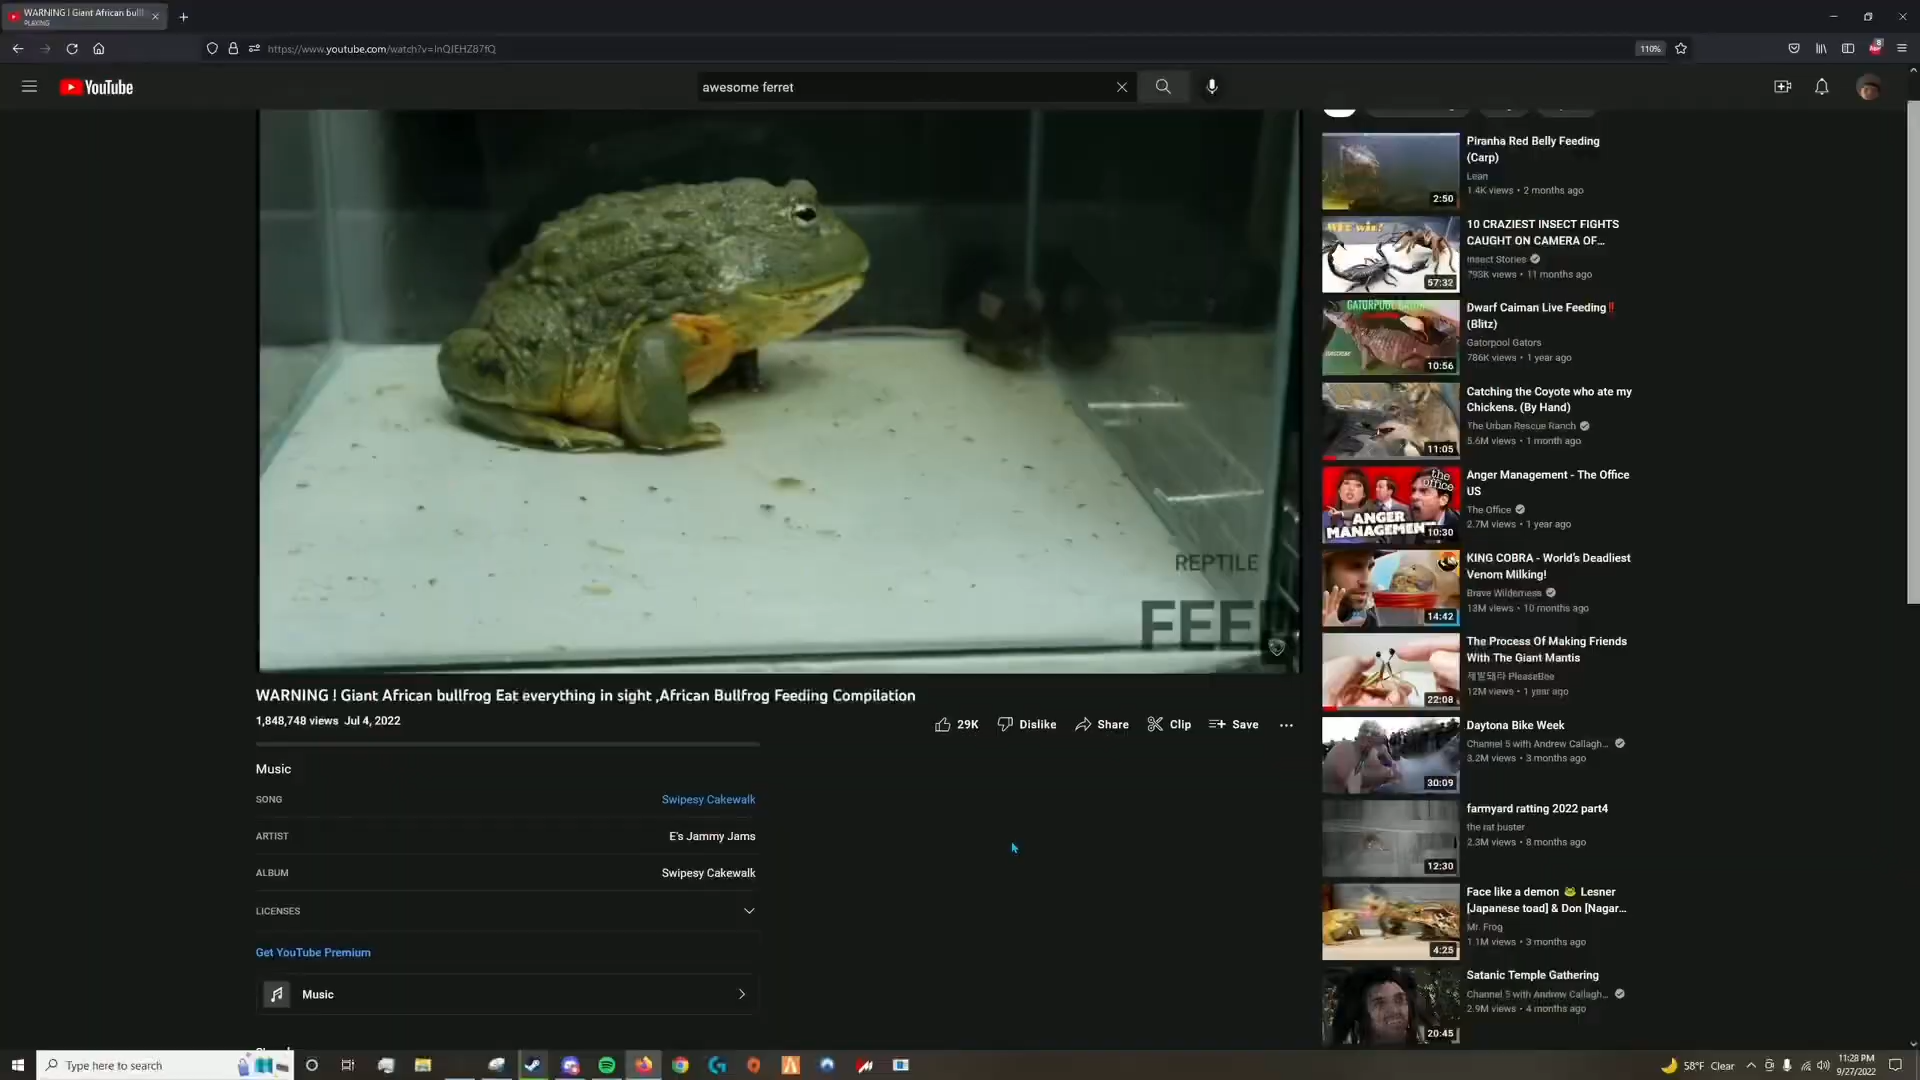 WARNING ! Giant African bull
PLAYING
https://www.youtube.com/watch?v=InQJEHZ87fQ
110%
8
YouTube
awesome ferret
REPTILE
FEE
WARNING ! Giant African bullfrog Eat everything in sight ,African Bullfrog Feeding Compilation
1,848,748 views Jul 4, 2022
29K
Dislike
Share
Clip
Save
Music
SONG
Swipesy Cakewalk
ARTIST
E's Jammy Jams
ALBUM
Swipesy Cakewalk
LICENSES
Get YouTube Premium
Music
2:50
Piranha Red Belly Feeding
(Carp)
Lean
1.4K views • 2 months ago
57:32
10 CRAZIEST INSECT FIGHTS
CAUGHT ON CAMERA OF...
Insect Stories
793K views • 11 months ago
GATORPOOL
10:56
Dwarf Caiman Live Feeding‼
(Blitz)
Gatorpool Gators
786K views • 1 year ago
11:05
Catching the Coyote who ate my
Chickens. (By Hand)
The Urban Rescue Ranch
5.6M views • 1 month ago
the office
ANGER
MANAGEMENT
10:30
Anger Management - The Office
US
The Office
2.7M views • 1 year ago
14:42
KING COBRA - World's Deadliest
Venom Milking!
Brave Wilderness
13M views • 10 months ago
22:08
The Process Of Making Friends
With The Giant Mantis
PleaseBee
12M views • 1 year ago
30:09
Daytona Bike Week
Channel 5 with Andrew Callagh...
3.2M views • 3 months ago
12:30
farmyard ratting 2022 part4
the rat buster
2.3M views • 8 months ago
4:25
Face like a demon 🐸 Lesner
[Japanese toad] & Don [Nagar...
Mr. Frog
1.1M views • 3 months ago
20:45
Satanic Temple Gathering
Channel 5 with Andrew Callagh...
2.9M views • 4 months ago
Type here to search
58°F Clear
11:28 PM
9/27/2022